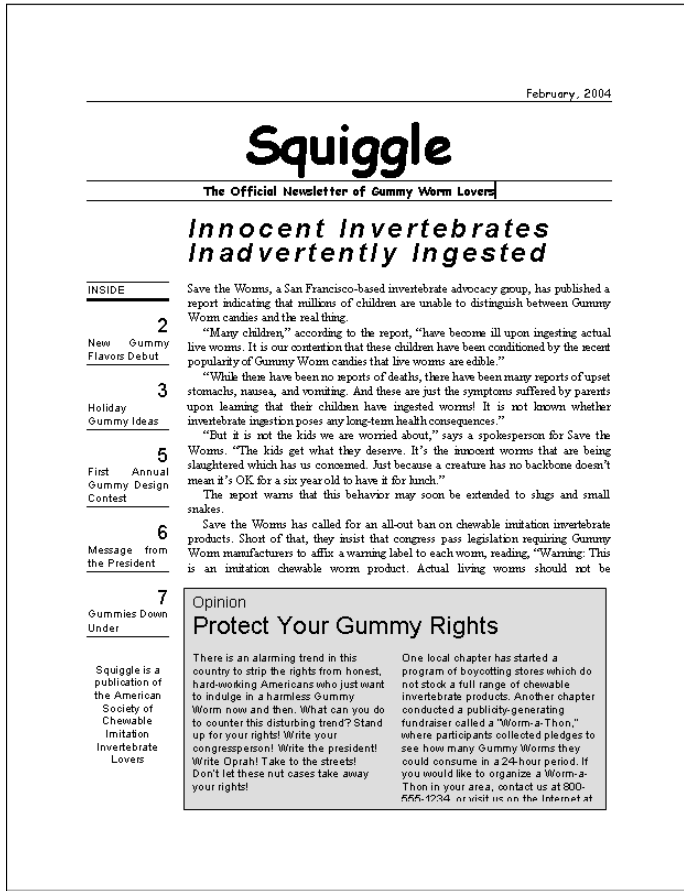 February, 2004
Squiggle
The Official Newsletter of Gummy Worm Lovers
Innocent Invertebrates
Inadvertently Ingested
INSIDE
2
New Gummy
Flavors Debut
3
Holiday
Gummy Ideas
5
First Annual
Gummy Design
Contest
6
Message from
the President
7
Gummies Down
Under
Squiggle is a
publication of
the American
Society of
Chewable
Imitation
Invertebrate
Lovers
Save the Worms, a San Francisco-based invertebrate advocacy group, has published a
report indicating that millions of children are unable to distinguish between Gummy
Worm candies and the real thing.
“Many children,” according to the report, “have become ill upon ingesting actual
live worms. It is our contention that these children have been conditioned by the recent
popularity of Gummy Worm candies that live worms are edible.”
“While there have been no reports of deaths, there have been many reports of upset
stomachs, nausea, and vomiting. And these are just the symptoms suffered by parents
upon learning that their children have ingested worms! It is not known whether
invertebrate ingestion poses any long-term health consequences.”
“But it is not the kids we are worried about,” says a spokesperson for Save the
Worms. “The kids get what they deserve. It’s the innocent worms that are being
slaughtered which has us concerned. Just because a creature has no backbone doesn’t
mean it’s OK for a six year old to have it for lunch.”
The report warns that this behavior may soon be extended to slugs and small
snakes.
Save the Worms has called for an all-out ban on chewable imitation invertebrate
products. Short of that, they insist that congress pass legislation requiring Gummy
Worm manufacturers to affix a warning label to each worm, reading, “Warning: This
is an imitation chewable worm product. Actual living worms should not be
Opinion
Protect Your Gummy Rights
There is an alarming trend in this
country to strip the rights from honest,
hard-working Americans who just want
to indulge in a harmless Gummy
Worm now and then. What can you do
to counter this disturbing trend? Stand
up for your rights! Write your
congressperson! Write the president!
Write Oprah! Take to the streets!
Don't let these nut cases take away
your rights!
One local chapter has started a
program of boycotting stores which do
not stock a full range of chewable
invertebrate products. Another chapter
conducted a publicity-generating
fundraiser called a "Worm-a-Thon,"
where participants collected pledges to
see how many Gummy Worms they
could consume in a 24-hour period. If
you would like to organize a Worm-a-
Thon in your area, contact us at 800-
555-1234, or visit us on the Internet at